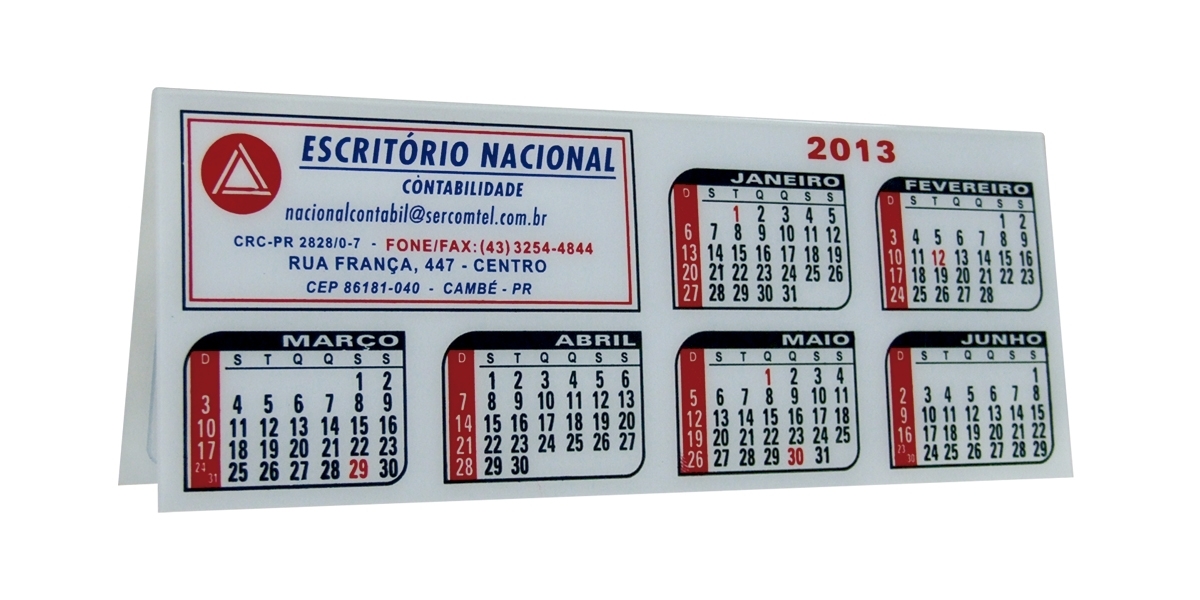 ESCRITÓRIO NACIONAL
CONTABILIDADE
nacionalcontabil@sercomtel.com.br
CRC-PR 2828/0-7 - FONE/FAX: (43) 3254-4844
RUA FRANÇA, 447 - CENTRO
CEP 86181-040 - CAMBÉ - PR
2013
JANEIRO
D S T Q Q S S
1 2 3 4 5
6 7 8 9 10 11 12
13 14 15 16 17 18 19
20 21 22 23 24 25 26
27 28 29 30 31
FEVEREIRO
D S T Q Q S S
1 2
3 4 5 6 7 8 9
10 11 12 13 14 15 16
17 18 19 20 21 22 23
24 25 26 27 28
MARÇO
D S T Q Q S S
1 2
3 4 5 6 7 8 9
10 11 12 13 14 15 16
17 18 19 20 21 22 23
24 31 25 26 27 28 29 30
ABRIL
D S T Q Q S S
1 2 3 4 5 6
7 8 9 10 11 12 13
14 15 16 17 18 19 20
21 22 23 24 25 26 27
28 29 30
MAIO
D S T Q Q S S
1 2 3 4
5 6 7 8 9 10 11
12 13 14 15 16 17 18
19 20 21 22 23 24 25
26 27 28 29 30 31
JUNHO
D S T Q Q S S
1
2 3 4 5 6 7 8
9 10 11 12 13 14 15
16 17 18 19 20 21 22
23 30 24 25 26 27 28 29